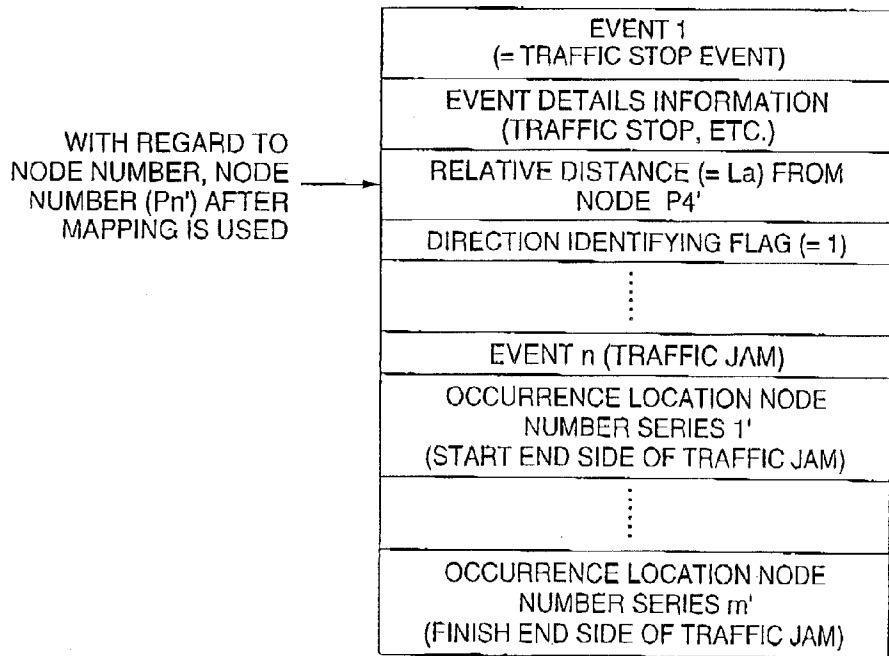 EVENT 1
(= TRAFFIC STOP EVENT)
EVENT DETAILS INFORMATION
(TRAFFIC STOP, ETC.)
WITH REGARD TO
NODE NUMBER, NODE
NUMBER (Pn') AFTER
MAPPING IS USED
RELATIVE DISTANCE (= La) FROM
NODE P4'
DIRECTION IDENTIFYING FLAG (= 1)
EVENT n (TRAFFIC JAM)
OCCURRENCE LOCATION NODE
NUMBER SERIES 1'
(START END SIDE OF TRAFFIC JAM)
OCCURRENCE LOCATION NODE
NUMBER SERIES m'
(FINISH END SIDE OF TRAFFIC JAM)